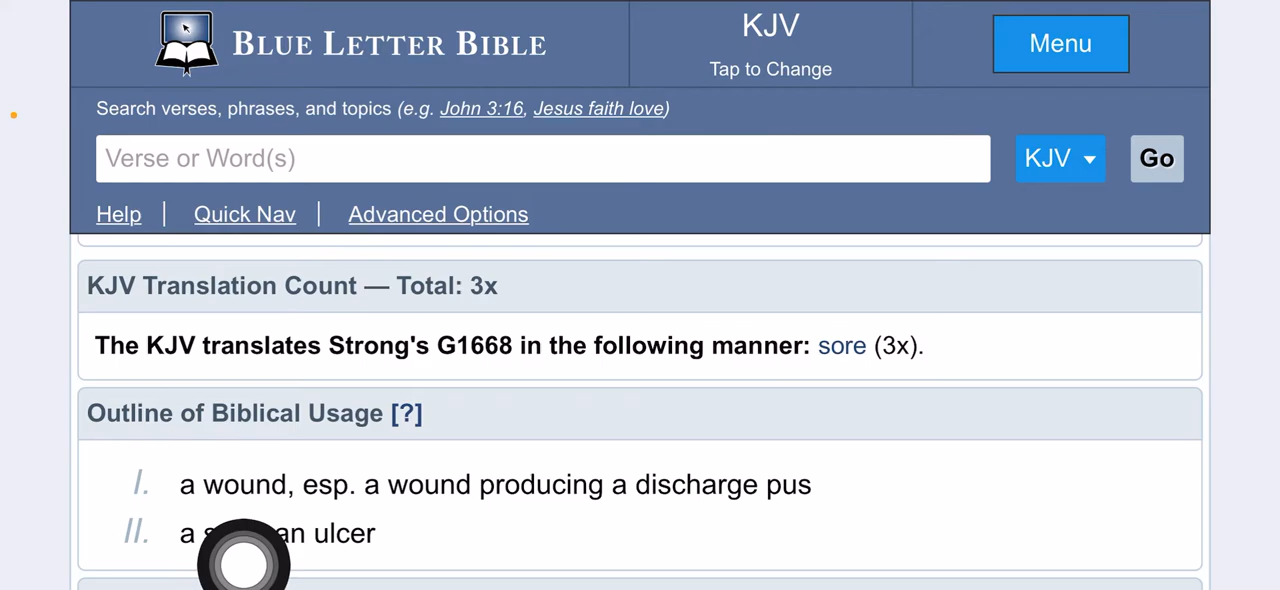 BLUE LETTER BIBLE
KJV
Tap to Change
Menu
Search verses, phrases, and topics (e.g. John 3:16, Jesus faith love)
Verse or Word(s)
KJV
Go
Help | Quick Nav | Advanced Options
KJV Translation Count — Total: 3x
The KJV translates Strong's G1668 in the following manner: sore (3x).
Outline of Biblical Usage [?]
I. a wound, esp. a wound producing a discharge pus
II. a an ulcer